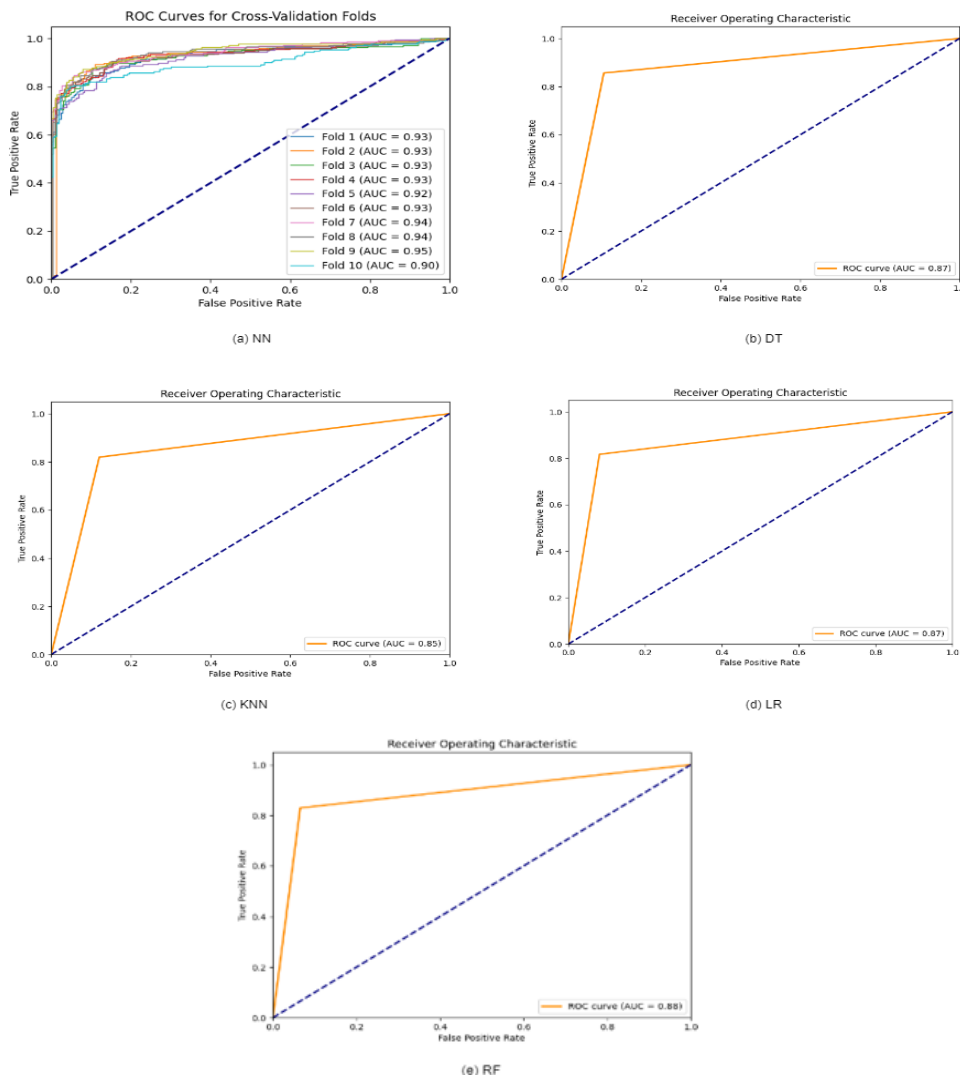 ROC Curves for Cross-Validation Folds
1.0
0.8
0.6
0.4
0.2
0.0
True Positive Rate
Fold 1 (AUC = 0.93)
Fold 2 (AUC = 0.93)
Fold 3 (AUC = 0.93)
Fold 4 (AUC = 0.93)
Fold 5 (AUC = 0.92)
Fold 6 (AUC = 0.93)
Fold 7 (AUC = 0.94)
Fold 8 (AUC = 0.94)
Fold 9 (AUC = 0.95)
Fold 10 (AUC = 0.90)
0.0 0.2 0.4 0.6 0.8 1.0
False Positive Rate
(a) NN
Receiver Operating Characteristic
1.0
0.8
0.6
0.4
0.2
0.0
True Positive Rate
ROC curve (AUC = 0.87)
0.0 0.2 0.4 0.6 0.8 1.0
False Positive Rate
(b) DT
Receiver Operating Characteristic
1.0
0.8
0.6
0.4
0.2
0.0
True Positive Rate
ROC curve (AUC = 0.85)
0.0 0.2 0.4 0.6 0.8 1.0
False Positive Rate
(c) KNN
Receiver Operating Characteristic
1.0
0.8
0.6
0.4
0.2
0.0
True Positive Rate
ROC curve (AUC = 0.87)
0.0 0.2 0.4 0.6 0.8 1.0
False Positive Rate
(d) LR
Receiver Operating Characteristic
1.0
0.8
0.6
0.4
0.2
0.0
True Positive Rate
ROC curve (AUC = 0.88)
0.0 0.2 0.4 0.6 0.8 1.0
False Positive Rate
(e) RF